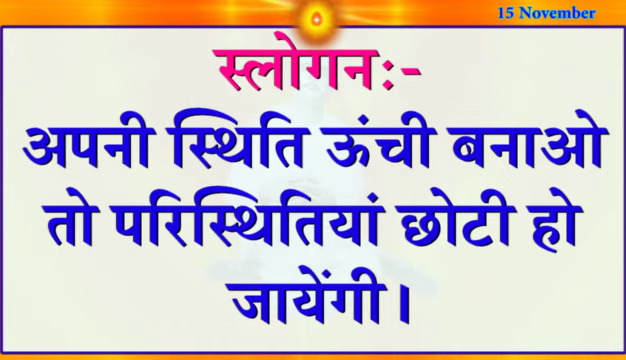 15 November
स्लोगन:-
अपनी स्थिति ऊंची बनाओ
तो परिस्थितियां छोटी हो
जायेंगी।